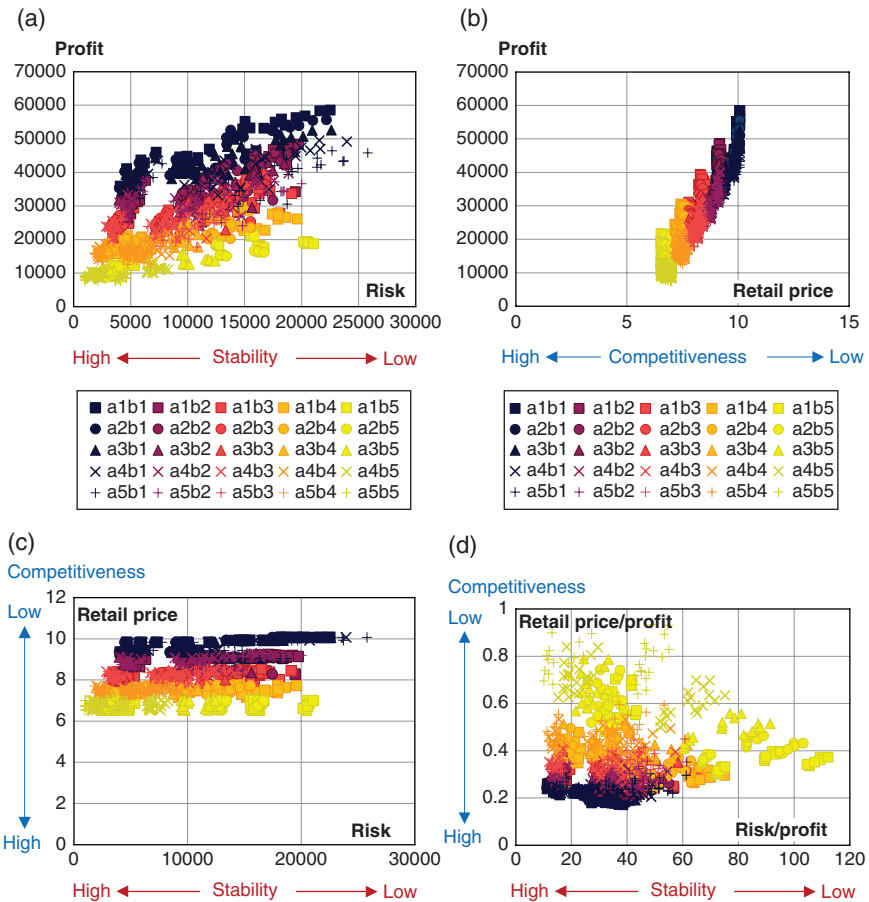 (a)
Profit
70000
60000
50000
40000
30000
20000
10000
0
0 5000 10000 15000 20000 25000 30000
Risk
High Stability Low
a1b1 a1b2 a1b3 a1b4 a1b5
a2b1 a2b2 a2b3 a2b4 a2b5
a3b1 a3b2 a3b3 a3b4 a3b5
a4b1 a4b2 a4b3 a4b4 a4b5
a5b1 a5b2 a5b3 a5b4 a5b5
(b)
Profit
70000
60000
50000
40000
30000
20000
10000
0
0 5 10 15
Retail price
High Competitiveness Low
a1b1 a1b2 a1b3 a1b4 a1b5
a2b1 a2b2 a2b3 a2b4 a2b5
a3b1 a3b2 a3b3 a3b4 a3b5
a4b1 a4b2 a4b3 a4b4 a4b5
a5b1 a5b2 a5b3 a5b4 a5b5
(c)
Competitiveness
Low
High
Retail price
12
10
8
6
4
2
0
0 10000 20000 30000
Risk
High Stability Low
(d)
Competitiveness
Low
High
Retail price/profit
1
0.8
0.6
0.4
0.2
0
0 20 40 60 80 100 120
Risk/profit
High Stability Low